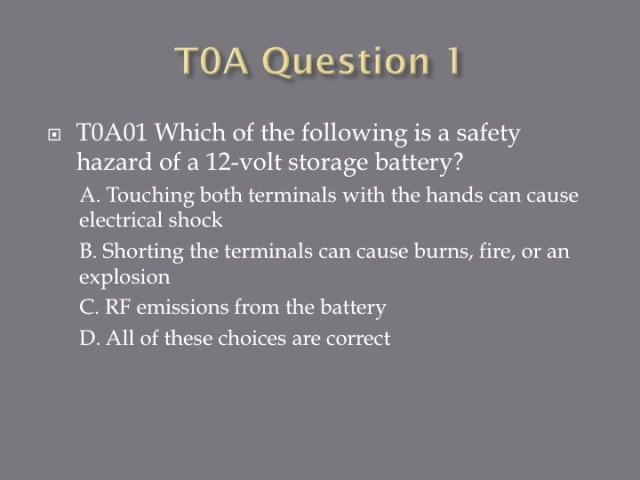 T0A Question 1
T0A01 Which of the following is a safety
hazard of a 12-volt storage battery?
A. Touching both terminals with the hands can cause
electrical shock
B. Shorting the terminals can cause burns, fire, or an
explosion
C. RF emissions from the battery
D. All of these choices are correct